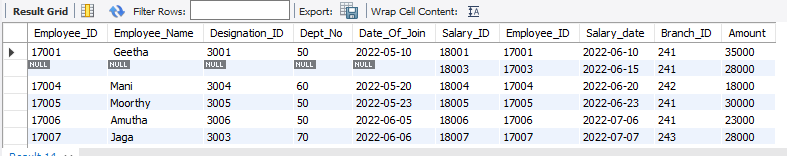 Result Grid Filter Rows: Export: Wrap Cell Content:
Employee_ID Employee_Name Designation_ID Dept_No Date_Of_Join Salary_ID Employee_ID Salary_date Branch_ID Amount
17001 Geetha 3001 50 2022-05-10 18001 17001 2022-06-10 241 35000
NULL NULL NULL NULL NULL 18003 17003 2022-06-15 241 28000
17004 Mani 3004 60 2022-05-20 18004 17004 2022-06-20 242 18000
17005 Moorthy 3005 50 2022-05-23 18005 17005 2022-06-23 241 30000
17006 Amutha 3006 50 2022-06-06 18006 17006 2022-07-06 241 23000
17007 Jaga 3003 70 2022-06-06 18007 17007 2022-07-07 243 28000